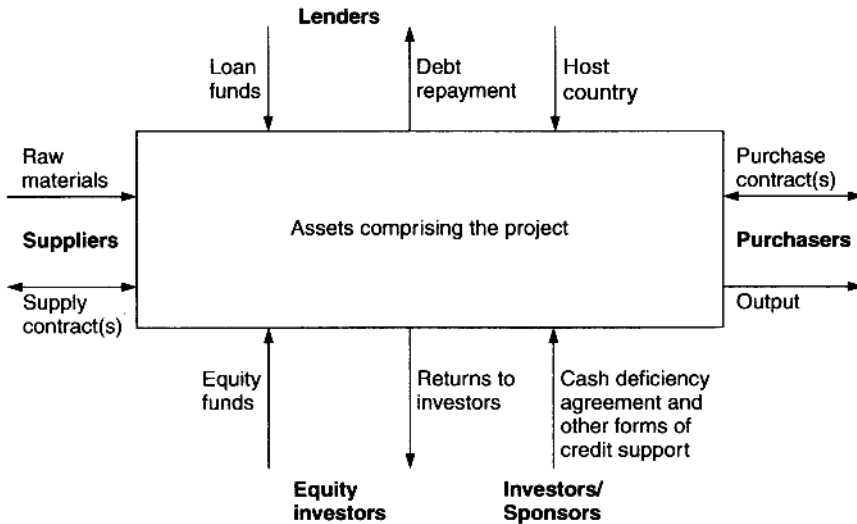 Lenders
Loan
funds
Debt
repayment
Host
country
Raw
materials
Purchase
contract(s)
Suppliers
Assets comprising the project
Purchasers
Supply
contract(s)
Output
Equity
funds
Returns to
investors
Cash deficiency
agreement and
other forms of
credit support
Equity
investors
Investors/
Sponsors